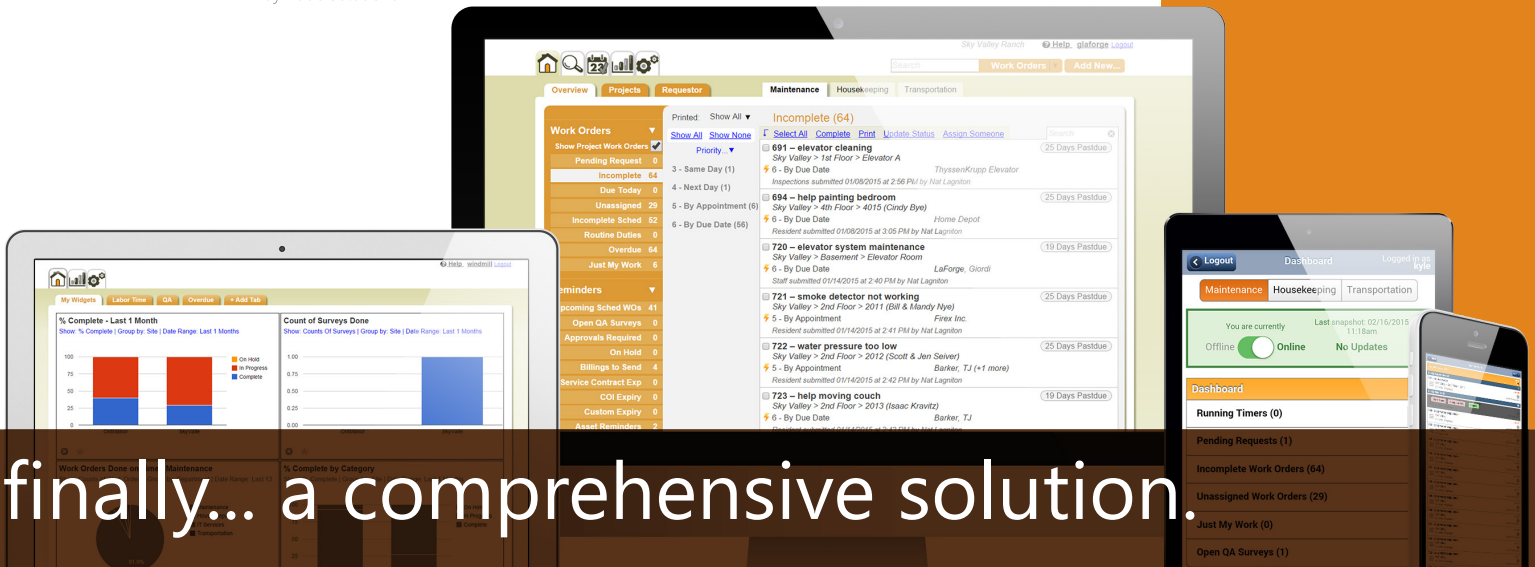 Sky Valley Ranch Help glaforge Logout
Search Work Orders Add New...
Overview Projects Requestor Maintenance Housekeeping Transportation
Work Orders
Show Project Work Orders
Pending Request 0
Incomplete 64
Due Today 0
Unassigned 29
Incomplete Sched 52
Routine Duties 0
Overdue 64
Just My Work 6
Open QA Surveys 0
Approvals Required 0
On Hold 0
Billings to Send 4
Service Contract Exp 0
COI Expiry 0
Custom Expiry 0
Asset Reminders 2
Printed: Show All ▼
Show All Show None
Priority...▼
3 - Same Day (1)
4 - Next Day (1)
5 - By Appointment (6)
6 - By Due Date (56)
Incomplete (64)
Select All Complete Print Update Status Assign Someone Search
691 – elevator cleaning 25 Days Pastdue
Sky Valley > 1st Floor > Elevator A
6 - By Due Date ThyssenKrupp Elevator
Inspections submitted 01/08/2015 at 2:56 PM by Nat Lagniton
694 – help painting bedroom 25 Days Pastdue
Sky Valley > 4th Floor > 4015 (Cindy Bye)
6 - By Due Date Home Depot
Resident submitted 01/08/2015 at 3:05 PM by Nat Lagniton
720 – elevator system maintenance 19 Days Pastdue
Sky Valley > Basement > Elevator Room
6 - By Due Date LaForge, Giordi
Staff submitted 01/14/2015 at 2:40 PM by Nat Lagniton
721 – smoke detector not working 25 Days Pastdue
Sky Valley > 2nd Floor > 2011 (Bill & Mandy Nye)
5 - By Appointment Firex Inc.
Resident submitted 01/14/2015 at 2:41 PM by Nat Lagniton
722 – water pressure too low 25 Days Pastdue
Sky Valley > 2nd Floor > 2012 (Scott & Jen Seiver)
5 - By Appointment Barker, TJ (+1 more)
Resident submitted 01/14/2015 at 2:42 PM by Nat Lagniton
723 – help moving couch 19 Days Pastdue
Sky Valley > 2nd Floor > 2013 (Isaac Kravitz)
6 - By Due Date Barker, TJ
Help windmill Logout
My Widgets Labor Time QA Overdue + Add Tab
% Complete - Last 1 Month
Show: % Complete | Group by: Site | Date Range: Last 1 Months
100
75
50
25
0
On Hold
In Progress
Complete
Count of Surveys Done
Show: Counts Of Surveys | Group by: Site | Date Range: Last 1 Months
1.00
0.75
0.50
0.25
0
% Complete by Category
Logout Dashboard Logged in as
kyle
Maintenance Housekeeping Transportation
You are currently
Offline Online
Last snapshot: 02/16/2015
11:18am
No Updates
Dashboard
Running Timers (0)
Pending Requests (1)
Incomplete Work Orders (64)
Unassigned Work Orders (29)
Just My Work (0)
Open QA Surveys (1)
finally... a comprehensive solution.